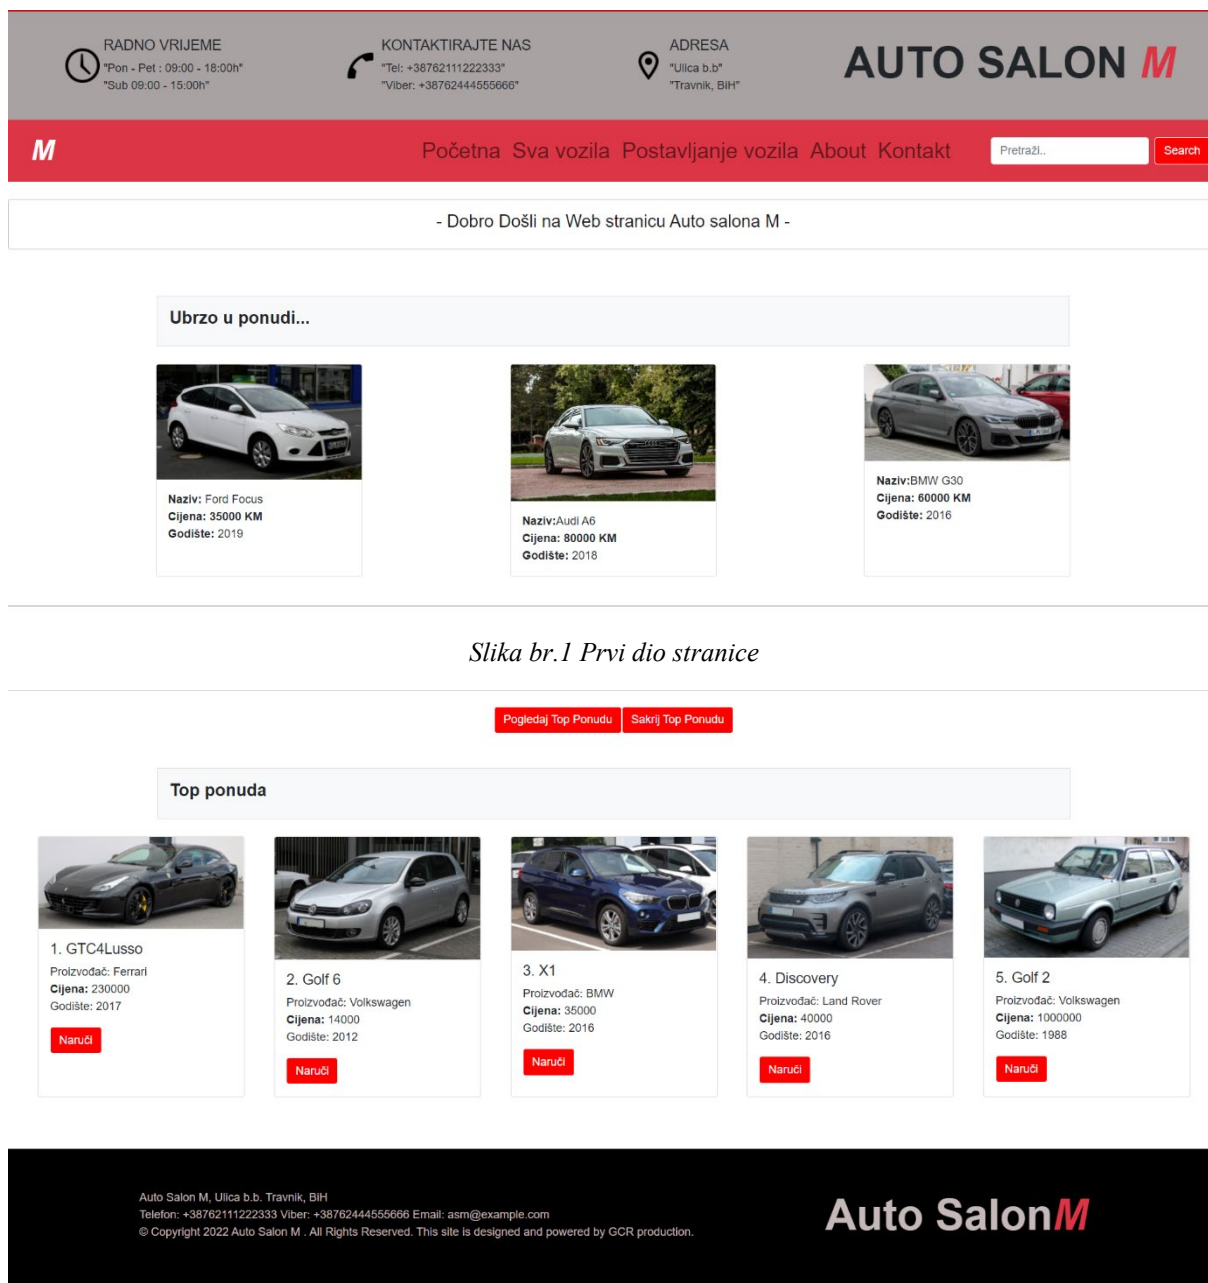 RADNO VRIJEME
"Pon - Pet : 09:00 - 18:00h"
"Sub 09:00 - 15:00h"
KONTAKTIRAJTE NAS
"Tel: +38762111222333"
"Viber: +38762444555666"
ADRESA
"Ulica b.b"
"Travnik, BiH"
AUTO SALON M
M
Početna Sva vozila Postavljanje vozila About Kontakt
Pretraži..
Search
- Dobro Došli na Web stranicu Auto salona M -
Ubrzo u ponudi...
Naziv: Ford Focus
Cijena: 35000 KM
Godište: 2019
Naziv:Audi A6
Cijena: 80000 KM
Godište: 2018
Naziv:BMW G30
Cijena: 60000 KM
Godište: 2016
Slika br.1 Prvi dio stranice
Pogledaj Top Ponudu
Sakrij Top Ponudu
Top ponuda
1. GTC4Lusso
Proizvođač: Ferrari
Cijena: 230000
Godište: 2017
Naruči
2. Golf 6
Proizvođač: Volkswagen
Cijena: 14000
Godište: 2012
Naruči
3. X1
Proizvođač: BMW
Cijena: 35000
Godište: 2016
Naruči
4. Discovery
Proizvođač: Land Rover
Cijena: 40000
Godište: 2016
Naruči
5. Golf 2
Proizvođač: Volkswagen
Cijena: 1000000
Godište: 1988
Naruči
Auto Salon M, Ulica b.b. Travnik, BiH
Telefon: +38762111222333 Viber: +38762444555666 Email: asm@example.com
© Copyright 2022 Auto Salon M . All Rights Reserved. This site is designed and powered by GCR production.
Auto SalonM